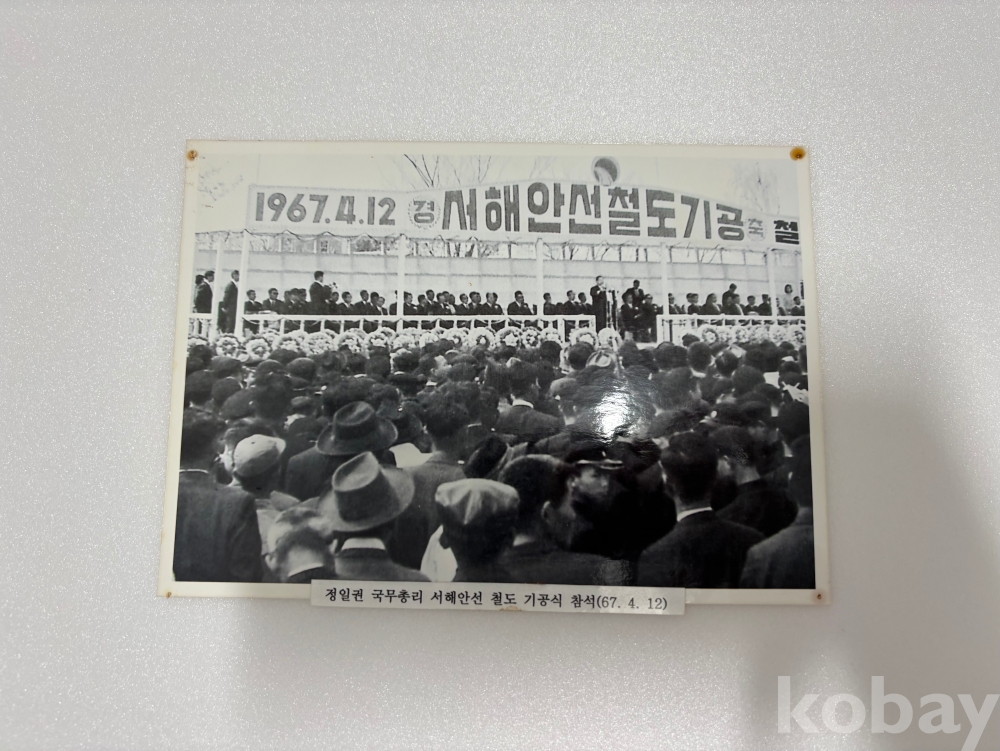 1967.4.12 경 서해안선철도기공 축 철
정일권 국무총리 서해안선 철도 기공식 참석(67. 4. 12)
kobay